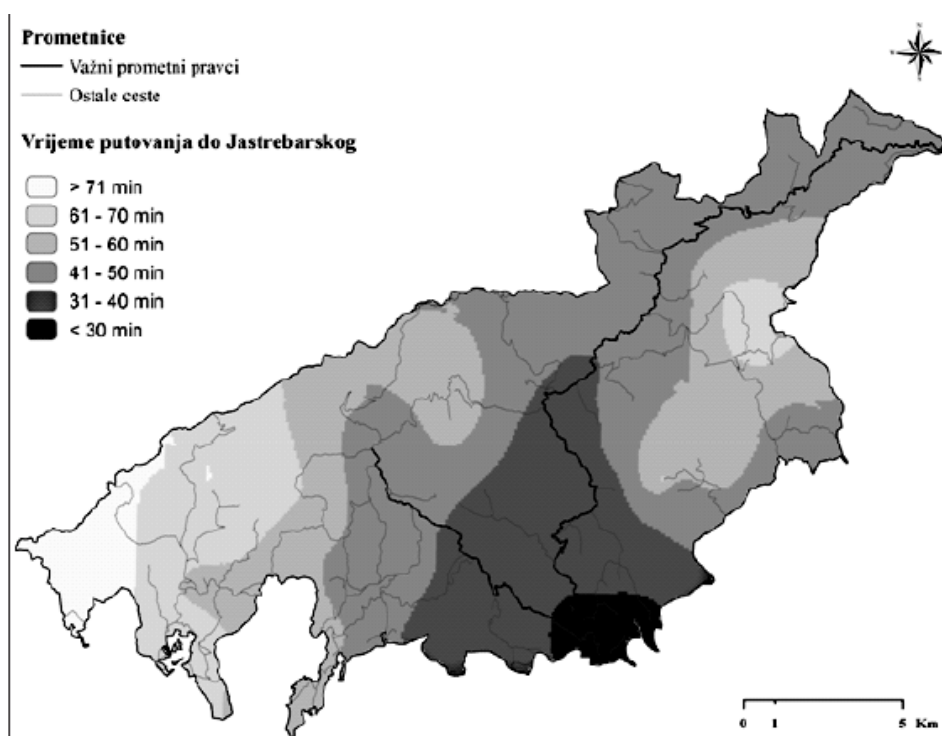 Prometnice
Važni prometni pravci
Ostale ceste
Vrijeme putovanja do Jastrebarskog
> 71 min
61 - 70 min
51 - 60 min
41 - 50 min
31 - 40 min
< 30 min
0 1 5 Km